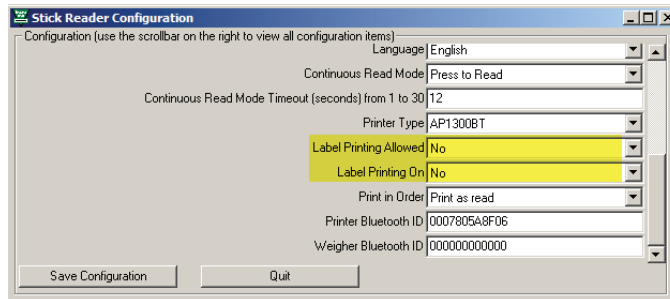 Stick Reader Configuration
Configuration (use the scrollbar on the right to view all configuration items)
Language English
Continuous Read Mode Press to Read
Continuous Read Mode Timeout (seconds) from 1 to 30 12
Printer Type AP1300BT
Label Printing Allowed No
Label Printing On No
Print in Order Print as read
Printer Bluetooth ID 0007805A8F06
Weigher Bluetooth ID 000000000000
Save Configuration Quit